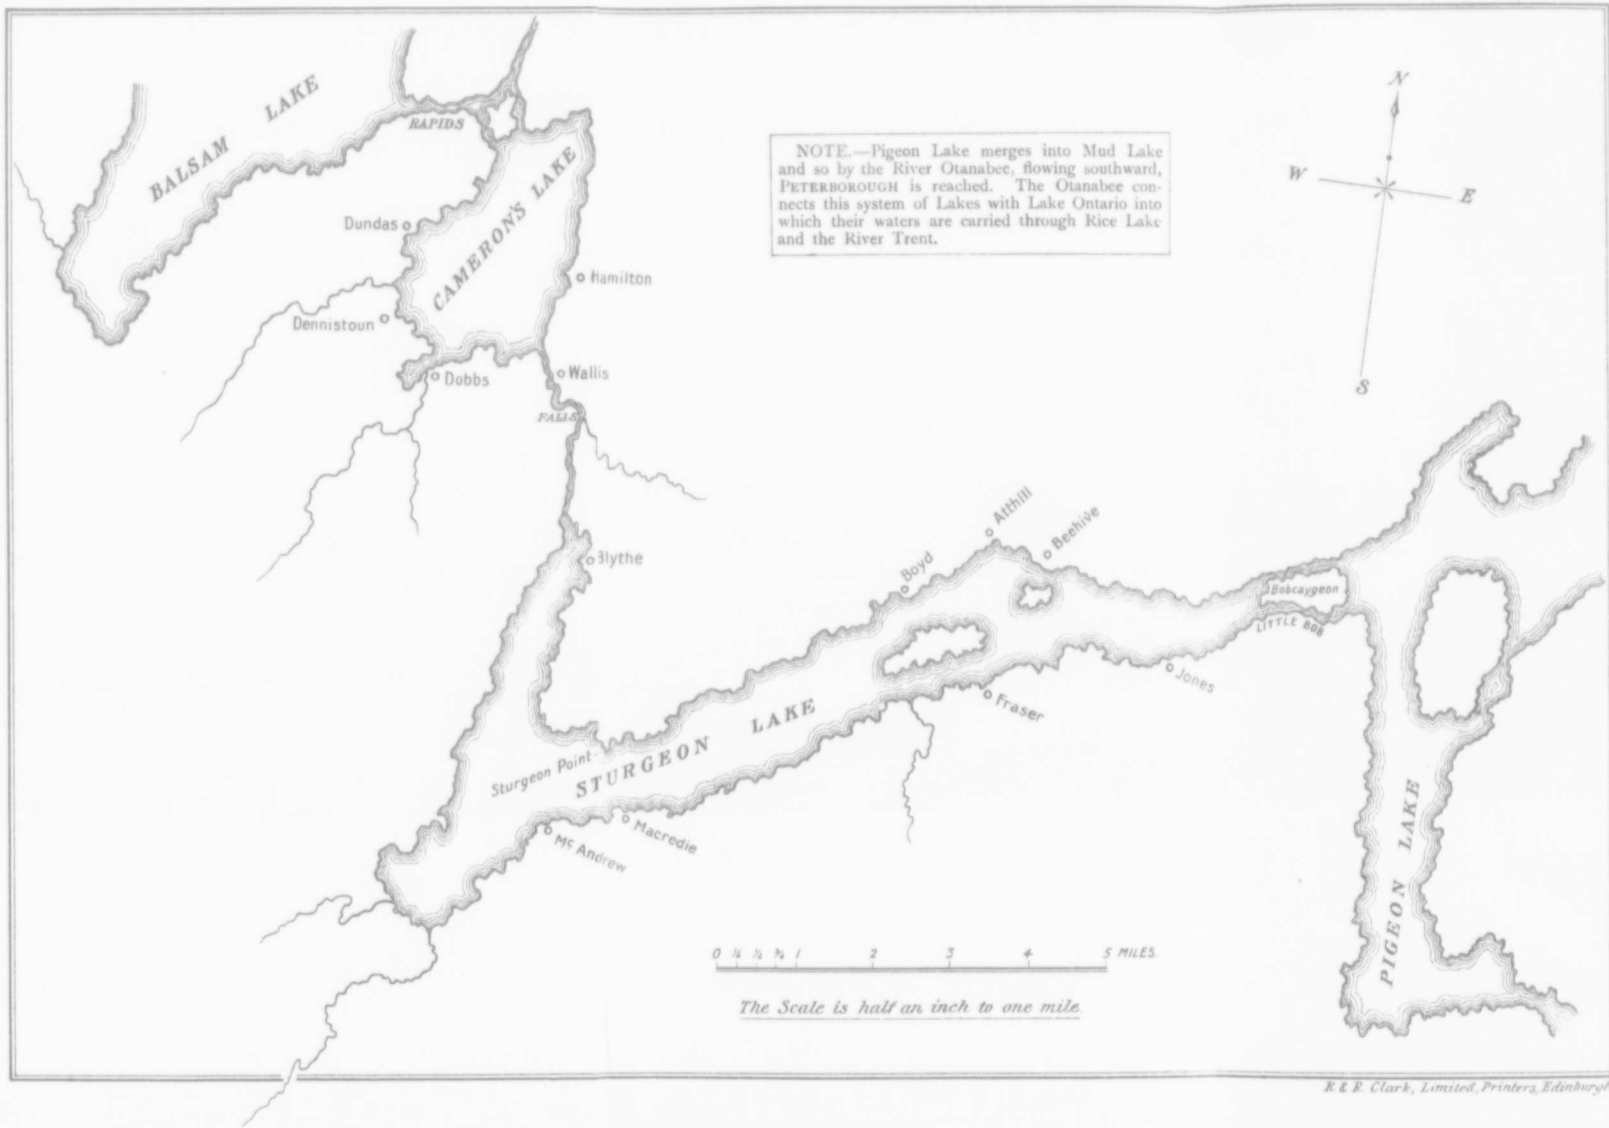 BALSAM LAKE
RAPIDS
CAMERON'S LAKE
Dundas
Hamilton
Dennistoun
Dobbs
Wallis
FALLS
NOTE.—Pigeon Lake merges into Mud Lake
and so by the River Otanabee, flowing southward,
PETERBOROUGH is reached. The Otanabee con-
nects this system of Lakes with Lake Ontario into
which their waters are carried through Rice Lake
and the River Trent.
N
W
E
S
Blythe
Atthill
Beehive
Boyd
Bobcaygeon
LITTLE BOB
Jones
Fraser
STURGEON LAKE
Sturgeon Point
Macredie
Mc Andrew
PIGEON LAKE
0 ¼ ½ ¾ 1 2 3 4 5 MILES.
The Scale is half an inch to one mile
R & R. Clark, Limited, Printers, Edinburgh